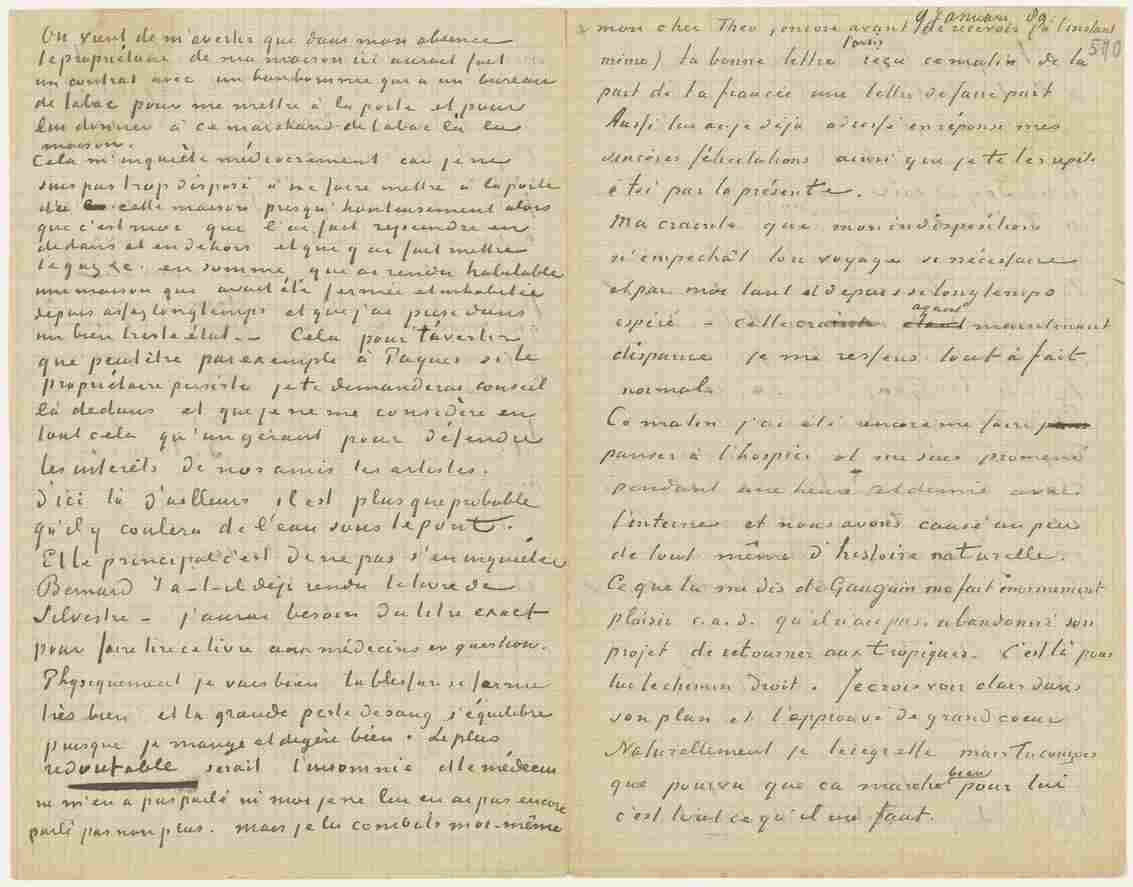 On vient de m'avertir que dans mon absence
le propriétaire de ma maison ici aurait fait
un contrat avec un bonhomme qui a un bureau
de tabac pour me mettre à la porte et pour
lui donner à ce marchand de tabac là la
maison.
Cela m'inquiète médiocrement car je ne
suis pas trop disposé à me faire mettre à la porte
de cette maison presqu'honteusement alors
que c'est moi que l'ai fait repeindre en
dedans et en dehors et que y ai fait mettre
le gaz &c. en somme, que ai rendu habitable
une maison que avait été fermée et inhabitée
depuis assez longtemps et que j'ai prise dans
un bien triste état. – Cela pour t'avertir
que peutêtre par exemple à Paques si le
propriétaire persiste je te demanderai conseil
là dedans et que je ne me considère en
tout cela qu'un gérant pour défendre
les interêts de nos amis les artistes.
D'ici là d'ailleurs il est plus que probable
qu'il y coulera de l'eau sous le pont.
Et le principal c'est de ne pas s'en inquiéter
Bernard t'a-t-il déjà rendu le livre de
Silvestre – j'aurai besoin du titre exact
pour faire lire ce livre aux médecins en question.
Physiquement je vais bien la blessure se ferme
très bien et la grande perte de sang s'équilibre
puisque je mange et digère bien. Le plus
redoutable serait l'insomnie et le médecin
ne m'en a pas parlé ni moi je ne lui en ai pas encore
parlé pas non plus. mais je la combats moi-même
9 Januari 89
mon cher Theo, encore avant de recevoir (à l'instant
590
même) ta bonne lettre j'avais reçu ce matin de la
part de ta fiancée une lettre de faire part
Aussi lui ai-je déjà adressé en réponse mes
sincères félicitations ainsi que je te les repète
à toi par la présente.
Ma crainte que mon indisposition
n'empechât ton voyage si nécessaire
et par moi tant et depuis si longtemps
espéré – cette crainte ayant maintenant
disparue je me ressens tout à fait
normal.
Ce matin j'ai été encore me faire
panser à l'hospice et me suis promené
pendant une heure et demie avec
l'interne et nous avons causé un peu
de tout même d'histoire naturelle.
Ce que tu me dis de Gauguin me fait énormement
plaisir c.a.d. qu'il n'ai pas abandonné son
projet de retourner aux tropiques. C'est là pour
lui le chemin droit. Je crois voir clair dans
son plan et l'approuve de grand coeur
Naturellement je le regrette mais tu conçois
que pourvu que ca marche bien pour lui
c'est tout ce qu'il me faut.